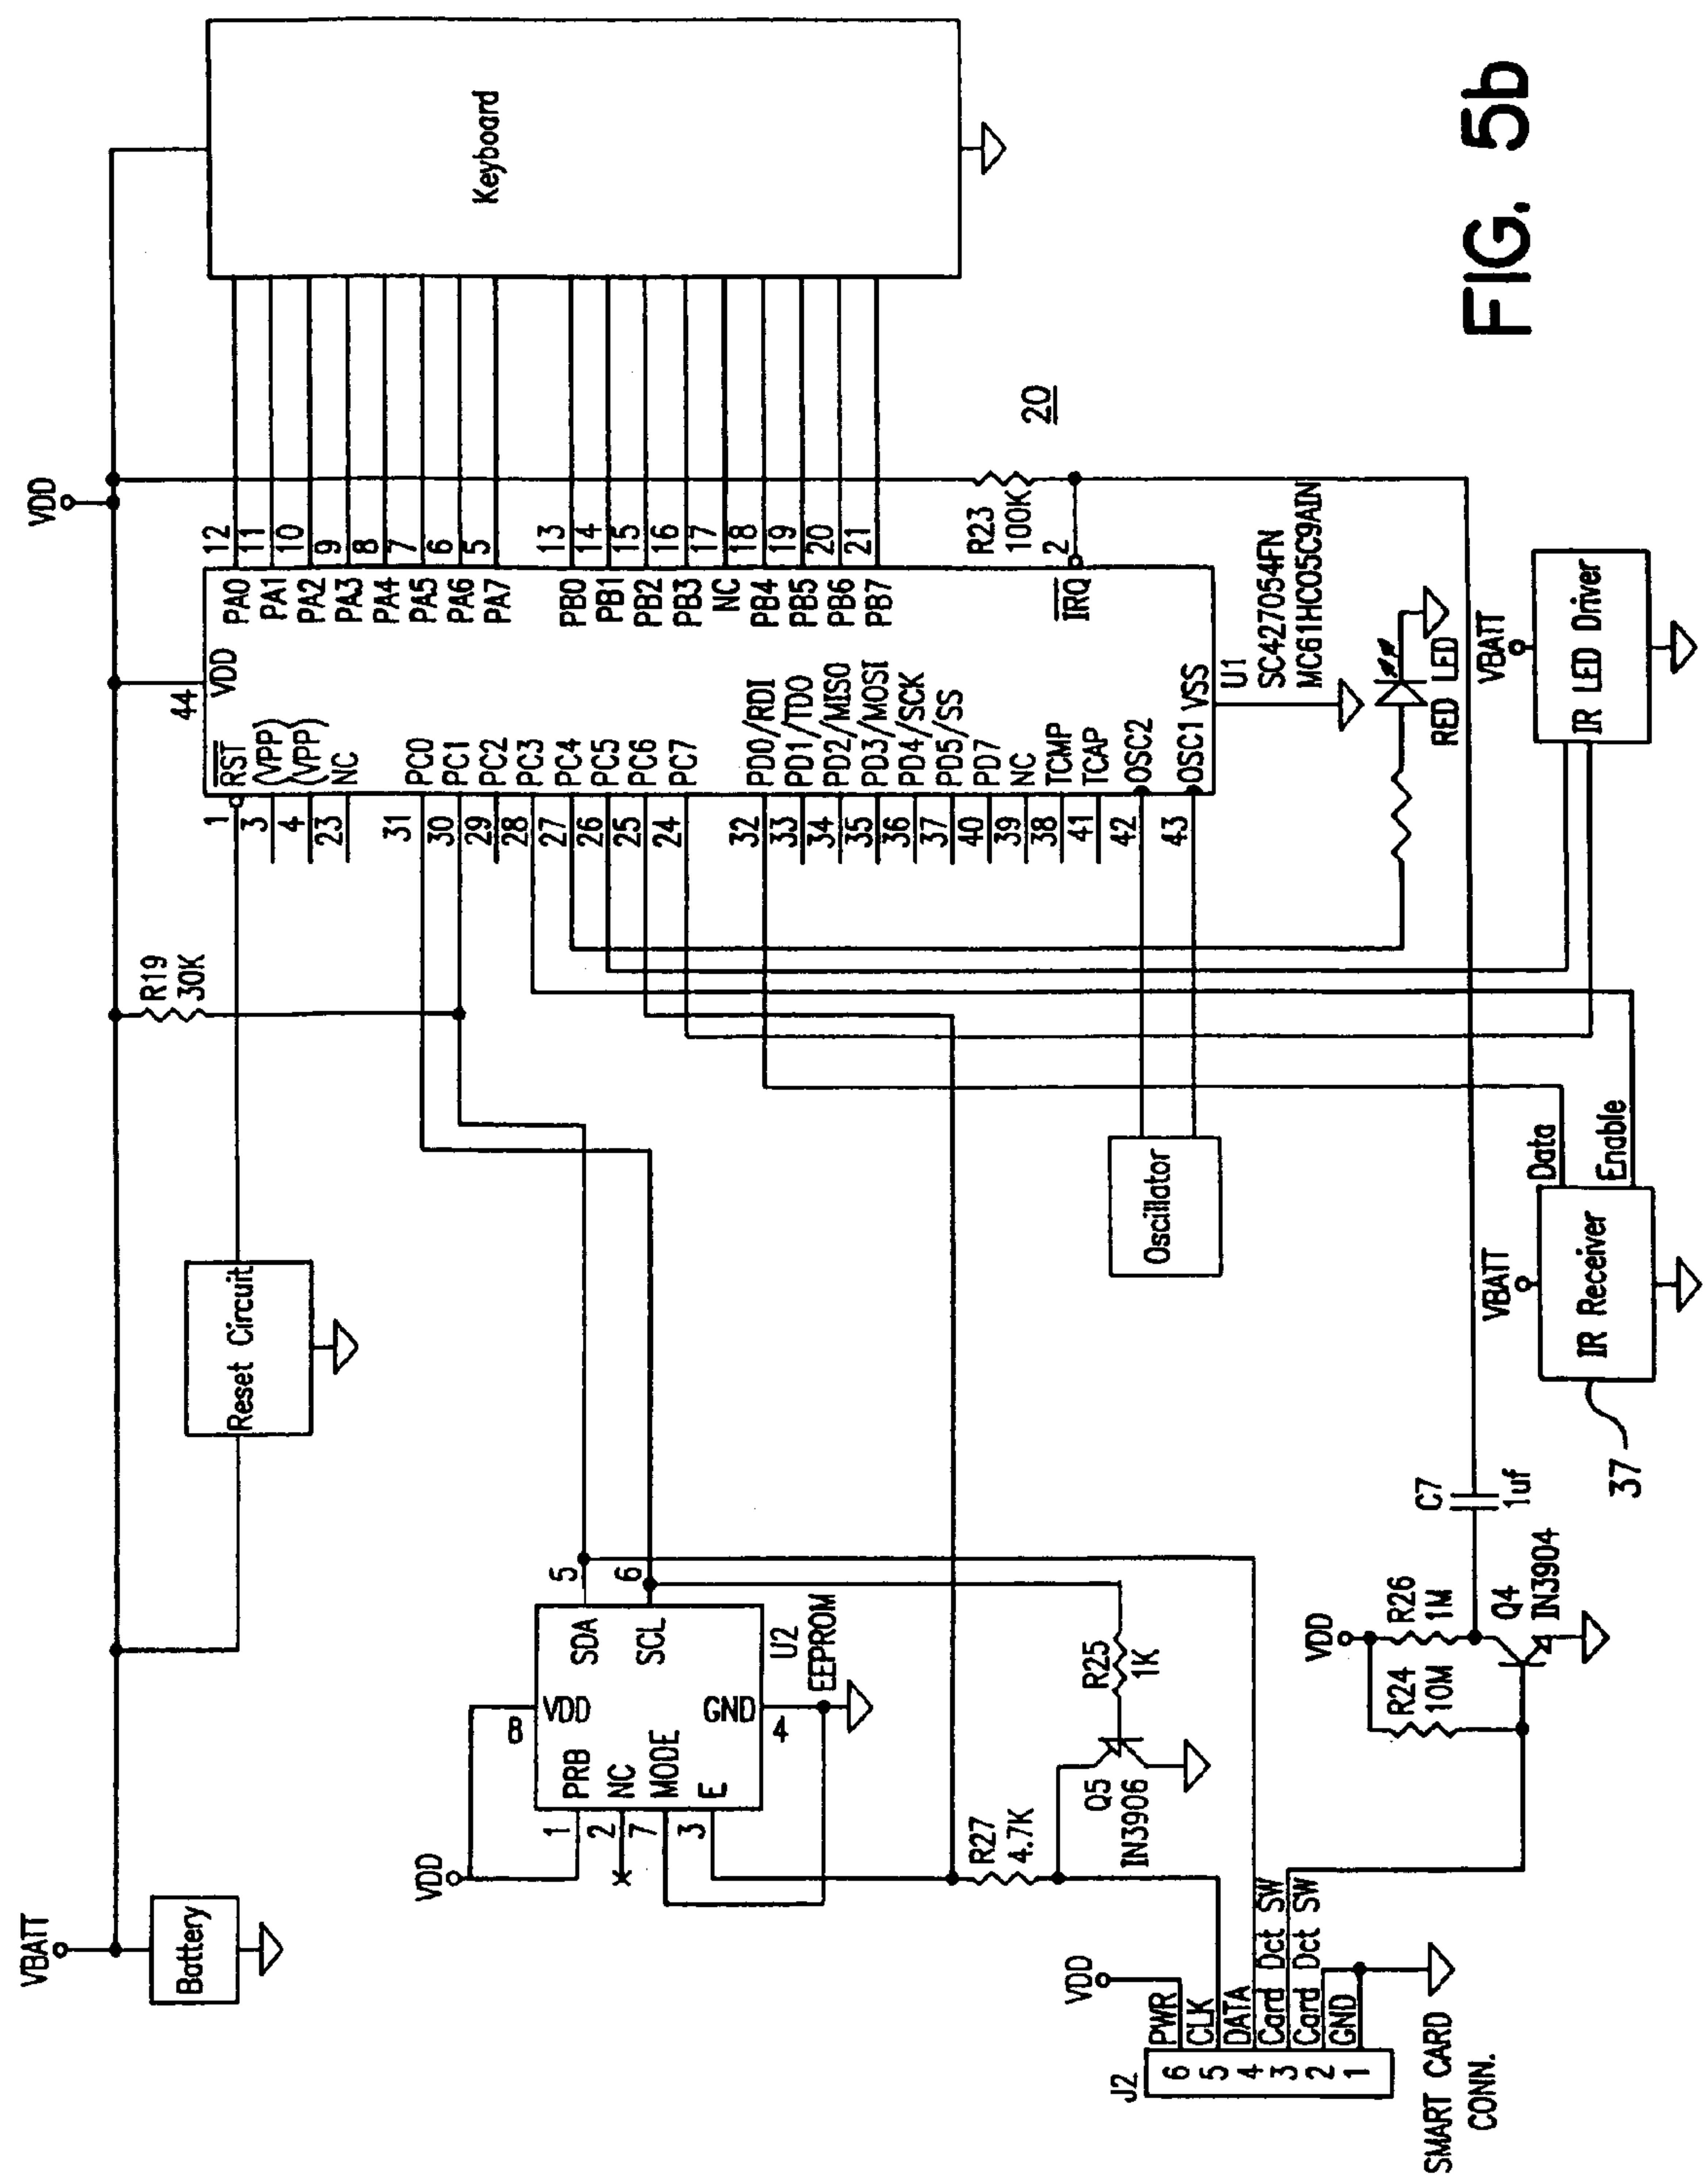 VBATT
Battery
Reset Circuit
R19
30K
VDD
Keyboard
44
VDD
1
RST
3
(VPP)
4
(VPP)
23
NC
31
PC0
30
PC1
29
PC2
28
PC3
27
PC4
26
PC5
25
PC6
24
PC7
32
PD0/RDI
33
PD1/TDO
34
PD2/MISO
35
PD3/MOSI
36
PD4/SCK
37
PD5/SS
40
PD7
39
NC
38
TCMP
41
TCAP
42
OSC2
43
OSC1
VSS
PA0
12
PA1
11
PA2
10
PA3
9
PA4
8
PA5
7
PA6
6
PA7
5
PB0
13
PB1
14
PB2
15
PB3
16
NC
17
PB4
18
PB5
19
PB6
20
PB7
21
IRQ
2
R23
100K
20
U1
SC427054FN
MC61HC05C9AIN
VDD
8
VDD
SDA
5
SCL
6
1
PRB
2
NC
7
MODE
3
E
GND
4
U2
EEPROM
R25
1K
Q5
IN3906
R27
4.7K
Oscillator
RED LED
VDD
J2
6
PWR
5
CLK
4
DATA
3
Card Dct SW
2
Card Dct SW
1
GND
SMART CARD
CONN.
VDD
R24
10M
R26
1M
Q4
IN3904
C7
1uf
VBATT
IR Receiver
Data
Enable
37
VBATT
IR LED Driver
FIG. 5b